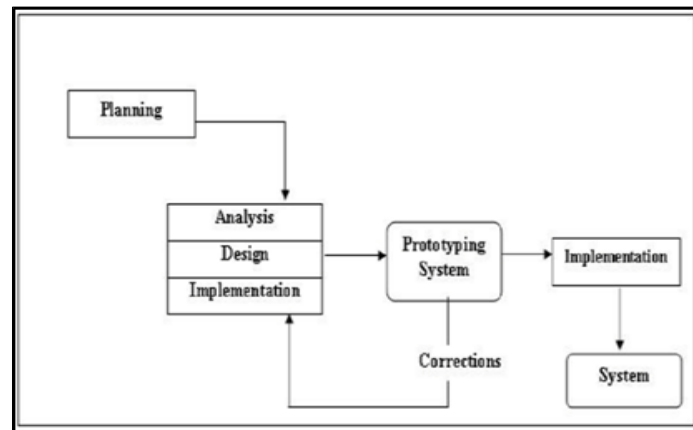 Planning
Analysis
Design
Implementation
Prototyping
System
Implementation
Corrections
System